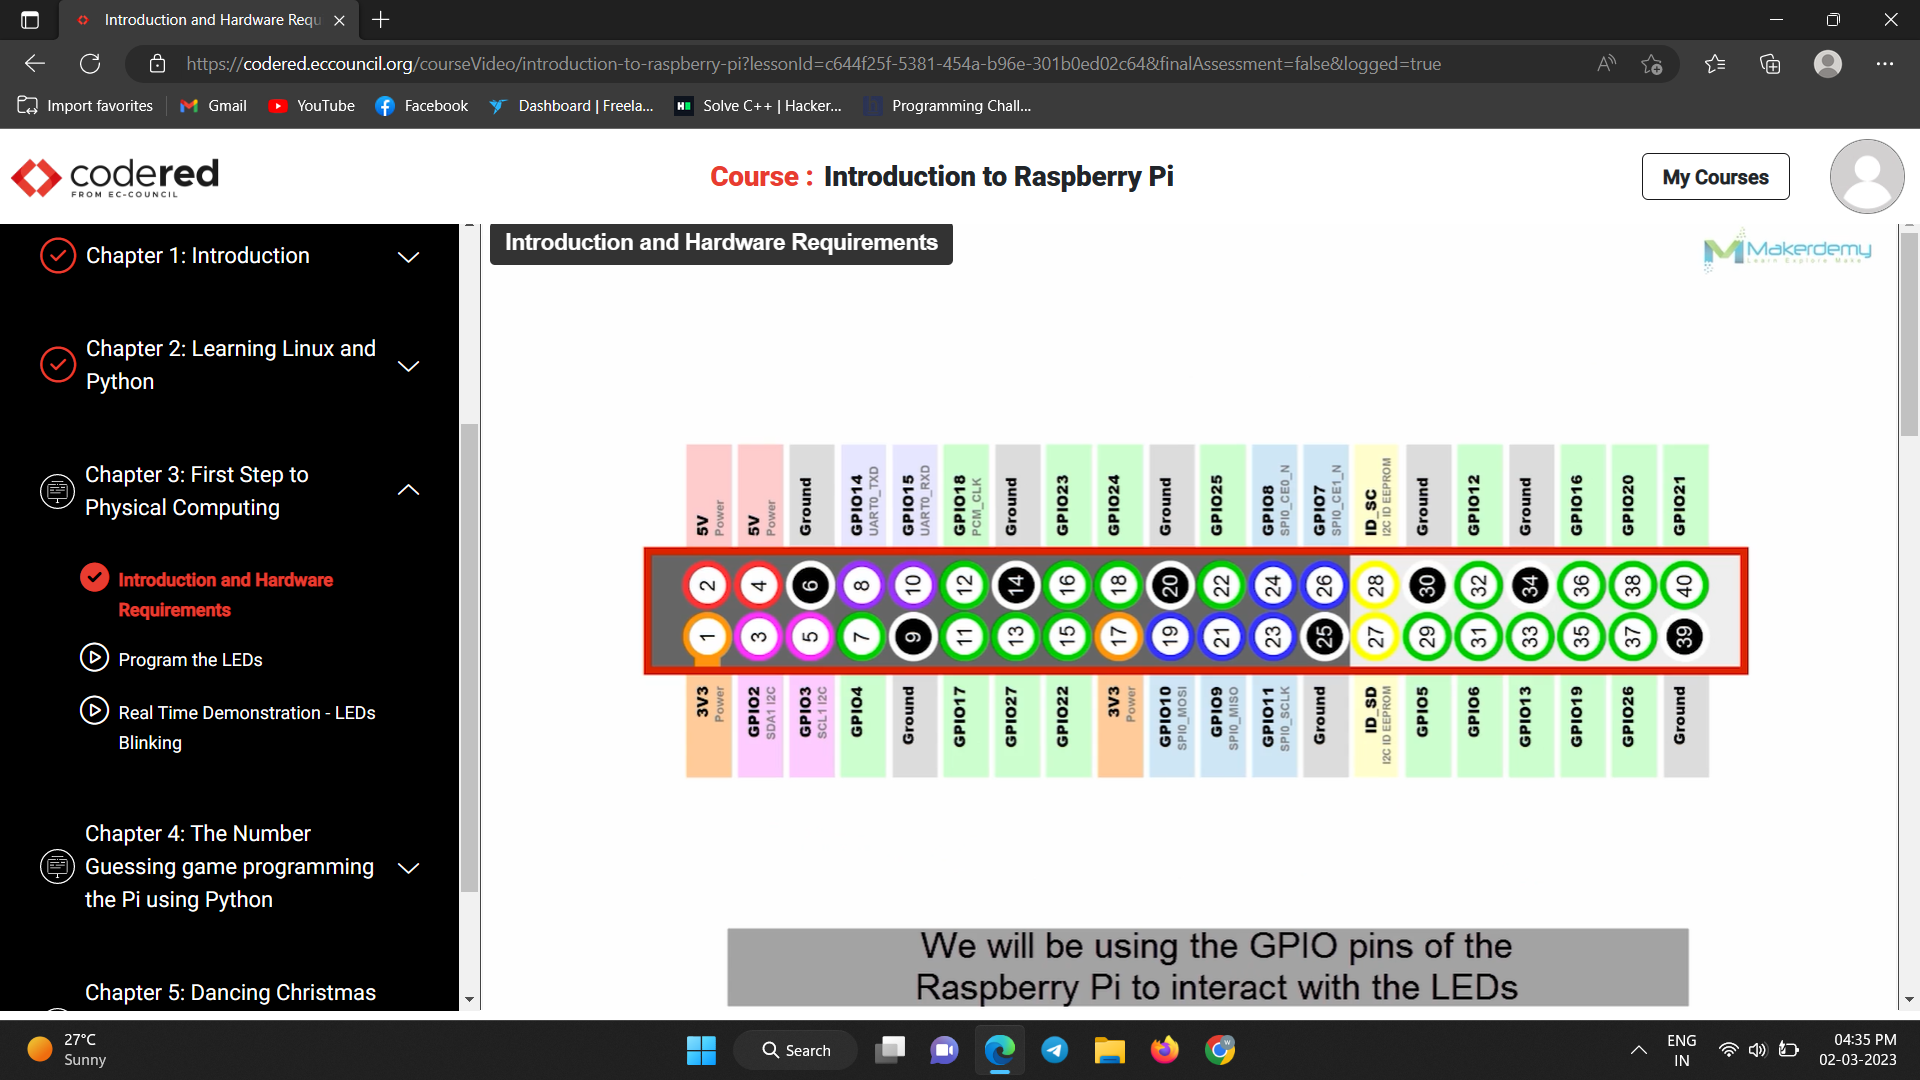 Introduction and Hardware Requ
https://codered.eccouncil.org/courseVideo/introduction-to-raspberry-pi?lessonId=c644f25f-5381-454a-b96e-301b0ed02c64&finalAssessment=false&logged=true
Import favorites
Gmail
YouTube
Facebook
Dashboard | Freela...
Solve C++ | Hacker...
Programming Chall...
codered
FROM EC-COUNCIL
Course : Introduction to Raspberry Pi
My Courses
Chapter 1: Introduction
Chapter 2: Learning Linux and
Python
Chapter 3: First Step to
Physical Computing
Introduction and Hardware
Requirements
Program the LEDs
Real Time Demonstration - LEDs
Blinking
Chapter 4: The Number
Guessing game programming
the Pi using Python
Chapter 5: Dancing Christmas
Introduction and Hardware Requirements
Makerdemy
Learn Explore Make
5V
Power
5V
Power
Ground
GPIO14
UART0_TXD
GPIO15
UART0_RXD
GPIO18
PCM_CLK
Ground
GPIO23
GPIO24
Ground
GPIO25
GPIO8
SPI0_CE0_N
GPIO7
SPI0_CE1_N
ID_SC
I2C ID EEPROM
Ground
GPIO12
Ground
GPIO16
GPIO20
GPIO21
2 4 6 8 10 12 14 16 18 20 22 24 26 28 30 32 34 36 38 40
1 3 5 7 9 11 13 15 17 19 21 23 25 27 29 31 33 35 37 39
3V3
Power
GPIO2
SDA1 I2C
GPIO3
SCL1 I2C
GPIO4
Ground
GPIO17
GPIO27
GPIO22
3V3
Power
GPIO10
SPI0_MOSI
GPIO9
SPI0_MISO
GPIO11
SPI0_SCLK
Ground
ID_SD
I2C ID EEPROM
GPIO5
GPIO6
GPIO13
GPIO19
GPIO26
Ground
We will be using the GPIO pins of the
Raspberry Pi to interact with the LEDs
27°C
Sunny
Search
ENG
IN
04:35 PM
02-03-2023